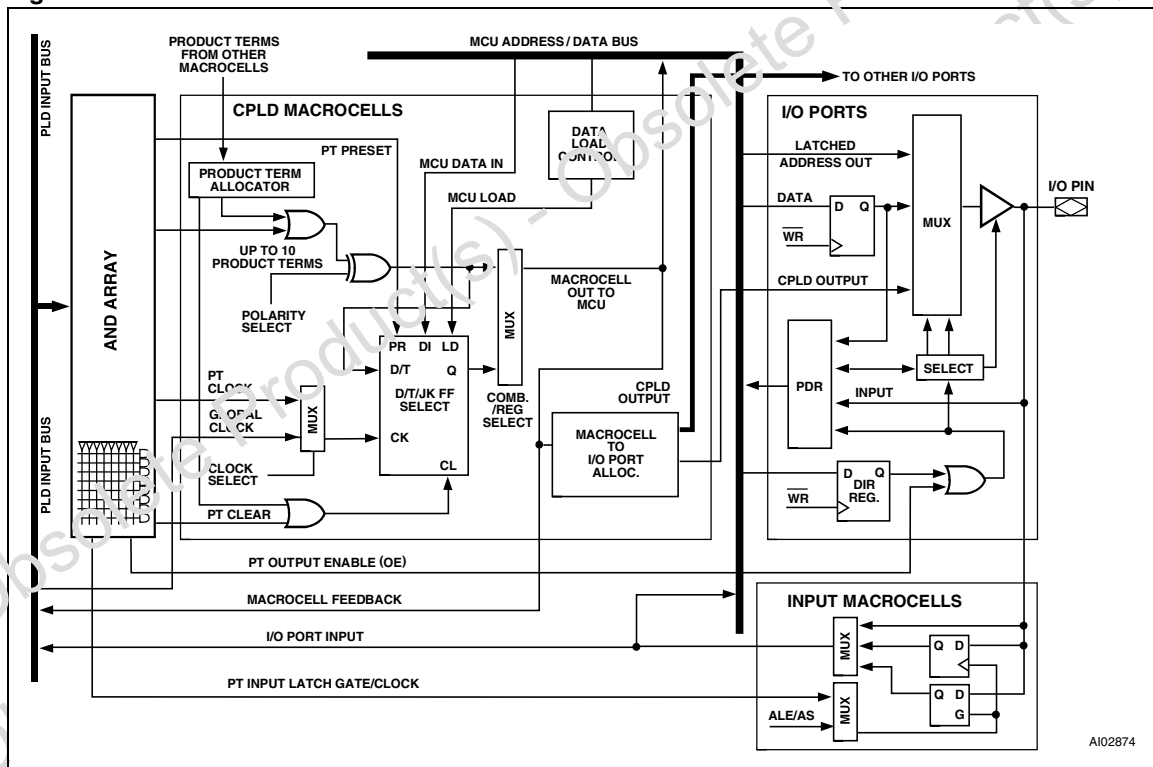 PLD INPUT BUS
PLD INPUT BUS
AND ARRAY
PRODUCT TERMS
FROM OTHER
MACROCELLS
MCU ADDRESS / DATA BUS
TO OTHER I/O PORTS
CPLD MACROCELLS
PT PRESET
PRODUCT TERM
ALLOCATOR
MCU DATA IN
MCU LOAD
DATA
LOAD
CONTROL
UP TO 10
PRODUCT TERMS
POLARITY
SELECT
MUX
MACROCELL
OUT TO
MCU
PR DI LD
D/T Q
D/T/JK FF
SELECT
CK
CL
COMB.
/REG
SELECT
PT
CLOCK
GLOBAL
CLOCK
MUX
CLOCK
SELECT
PT CLEAR
CPLD
OUTPUT
MACROCELL
TO
I/O PORT
ALLOC.
PT OUTPUT ENABLE (OE)
MACROCELL FEEDBACK
I/O PORT INPUT
PT INPUT LATCH GATE/CLOCK
I/O PORTS
LATCHED
ADDRESS OUT
DATA
D Q
WR
MUX
I/O PIN
CPLD OUTPUT
PDR
SELECT
INPUT
D Q
DIR
REG.
WR
INPUT MACROCELLS
MUX
Q D
Q D
G
MUX
ALE/AS
AI02874
Obsolete Product(s) - Obsolete Product(s)